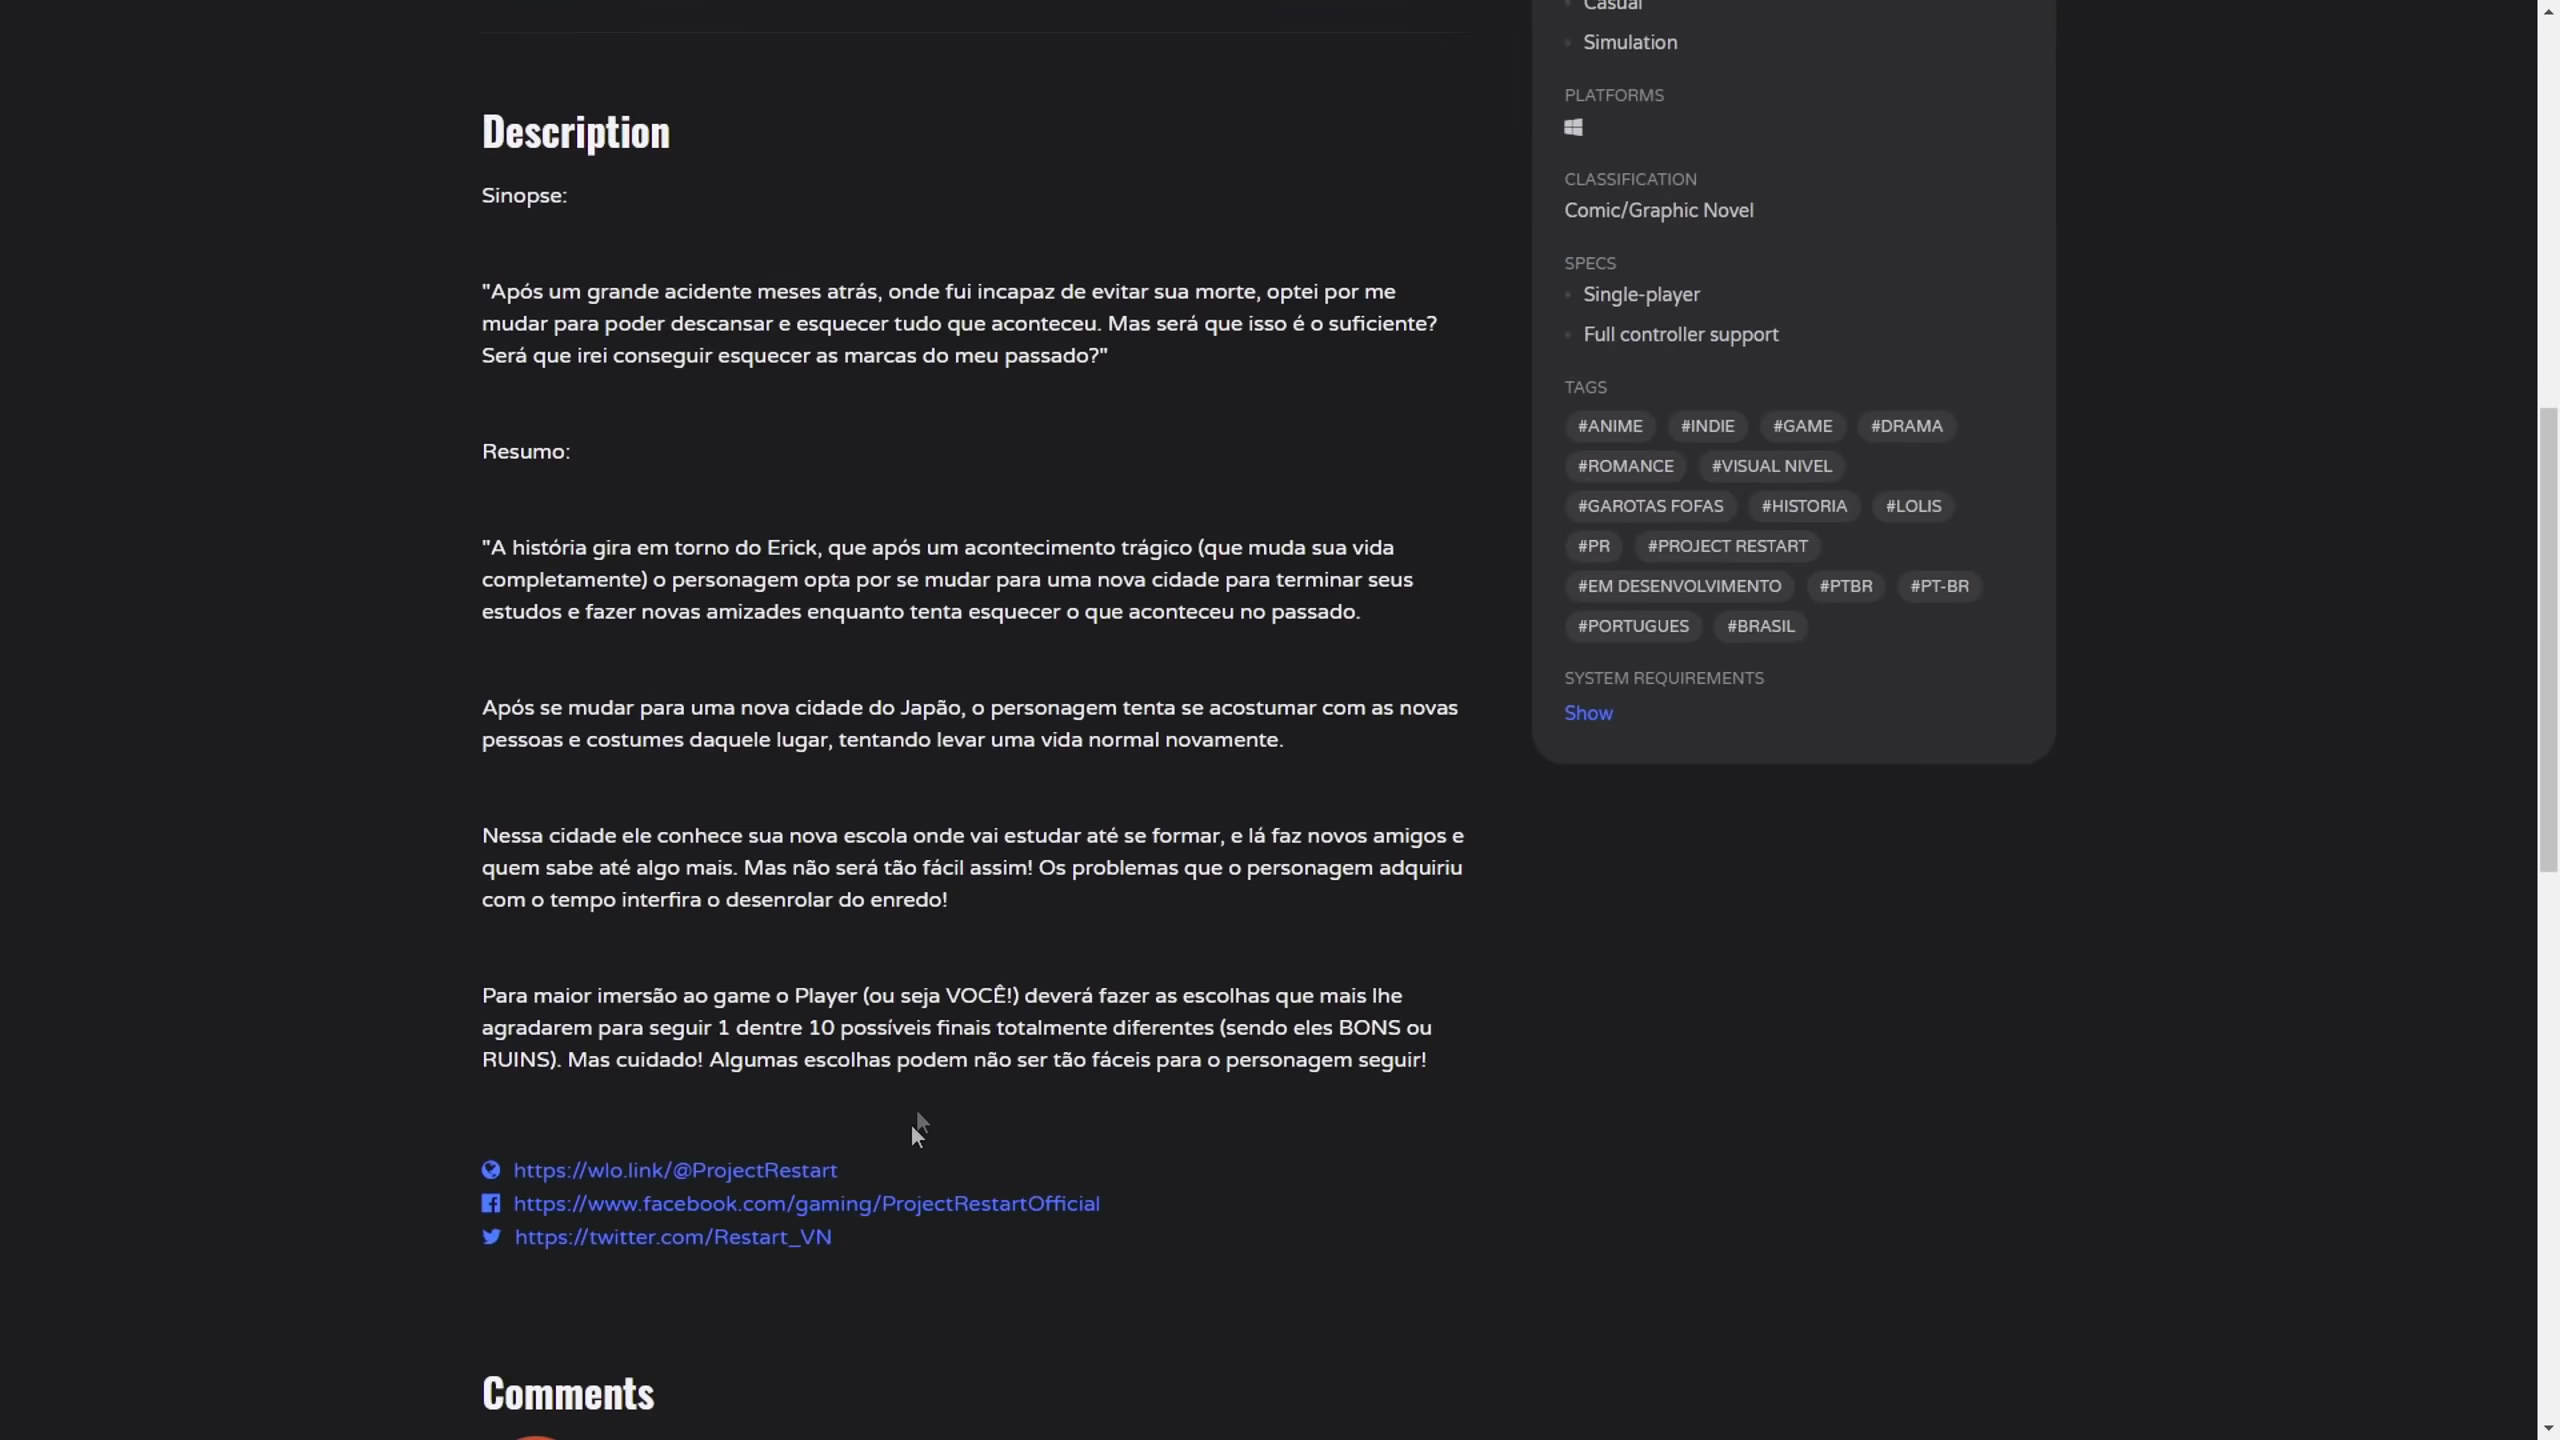 Description
Sinopse:
"Após um grande acidente meses atrás, onde fui incapaz de evitar sua morte, optei por me
mudar para poder descansar e esquecer tudo que aconteceu. Mas será que isso é o suficiente?
Será que irei conseguir esquecer as marcas do meu passado?"
Resumo:
"A história gira em torno do Erick, que após um acontecimento trágico (que muda sua vida
completamente) o personagem opta por se mudar para uma nova cidade para terminar seus
estudos e fazer novas amizades enquanto tenta esquecer o que aconteceu no passado.
Após se mudar para uma nova cidade do Japão, o personagem tenta se acostumar com as novas
pessoas e costumes daquele lugar, tentando levar uma vida normal novamente.
Nessa cidade ele conhece sua nova escola onde vai estudar até se formar, e lá faz novos amigos e
quem sabe até algo mais. Mas não será tão fácil assim! Os problemas que o personagem adquiriu
com o tempo interfira o desenrolar do enredo!
Para maior imersão ao game o Player (ou seja VOCÊ!) deverá fazer as escolhas que mais lhe
agradarem para seguir 1 dentre 10 possíveis finais totalmente diferentes (sendo eles BONS ou
RUINS). Mas cuidado! Algumas escolhas podem não ser tão fáceis para o personagem seguir!
https://wlo.link/@ProjectRestart
https://www.facebook.com/gaming/ProjectRestartOfficial
https://twitter.com/Restart_VN
Comments
Casual
Simulation
PLATFORMS
CLASSIFICATION
Comic/Graphic Novel
SPECS
Single-player
Full controller support
TAGS
#ANIME #INDIE #GAME #DRAMA
#ROMANCE #VISUAL NIVEL
#GAROTAS FOFAS #HISTORIA #LOLIS
#PR #PROJECT RESTART
#EM DESENVOLVIMENTO #PTBR #PT-BR
#PORTUGUES #BRASIL
SYSTEM REQUIREMENTS
Show